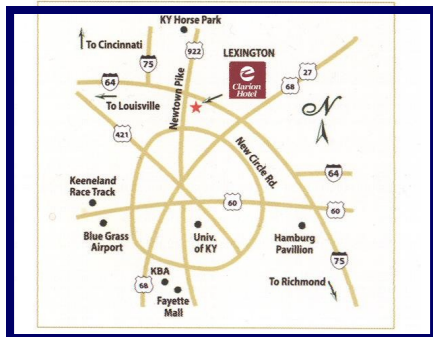 KY Horse Park
To Cincinnati
75
922
LEXINGTON
Clarion
Hotel
27
68
64
To Louisville
Newtown Pike
N
421
New Circle Rd.
64
Keeneland
Race Track
60
60
Blue Grass
Airport
Univ.
of KY
Hamburg
Pavillion
75
KBA
68
Fayette
Mall
To Richmond